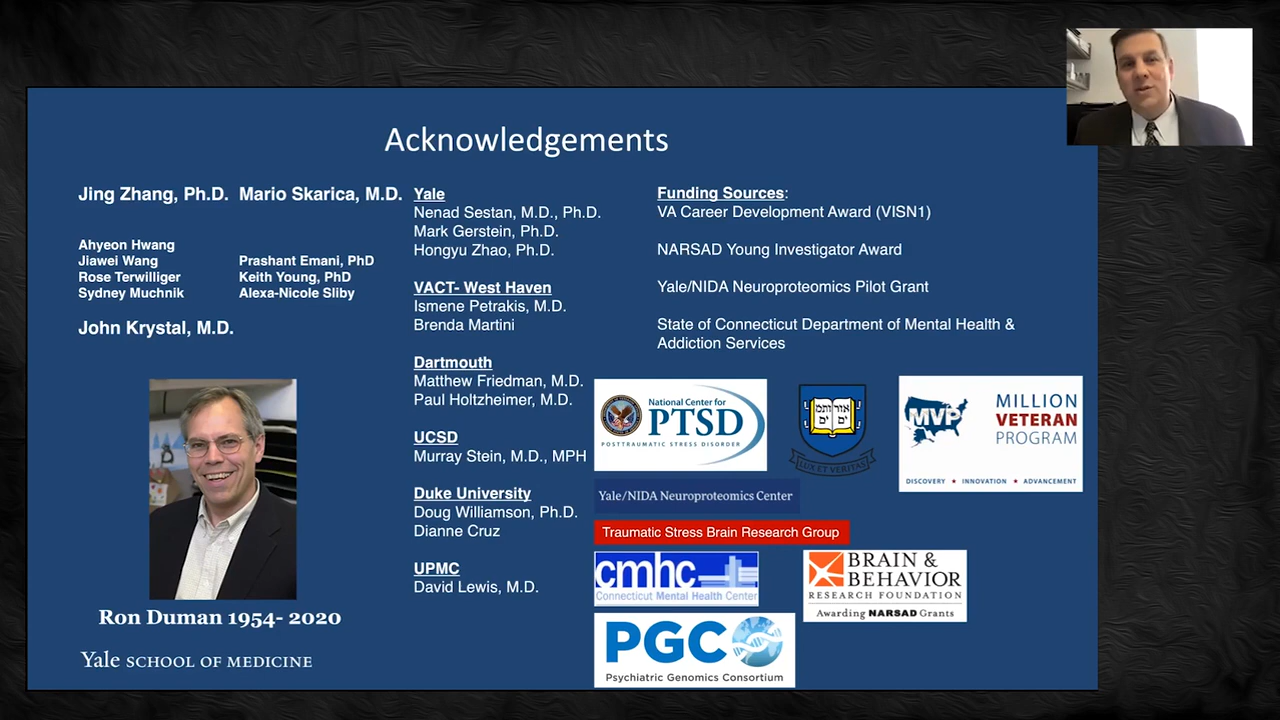 Acknowledgements
Jing Zhang, Ph.D. Mario Skarica, M.D.
Ahyeon Hwang
Jiawei Wang Prashant Emani, PhD
Rose Terwilliger Keith Young, PhD
Sydney Muchnik Alexa-Nicole Sliby
John Krystal, M.D.
Ron Duman 1954- 2020
Yale SCHOOL OF MEDICINE
Yale
Nenad Sestan, M.D., Ph.D.
Mark Gerstein, Ph.D.
Hongyu Zhao, Ph.D.
VACT- West Haven
Ismene Petrakis, M.D.
Brenda Martini
Dartmouth
Matthew Friedman, M.D.
Paul Holtzheimer, M.D.
UCSD
Murray Stein, M.D., MPH
Duke University
Doug Williamson, Ph.D.
Dianne Cruz
UPMC
David Lewis, M.D.
Funding Sources:
VA Career Development Award (VISN1)
NARSAD Young Investigator Award
Yale/NIDA Neuroproteomics Pilot Grant
State of Connecticut Department of Mental Health &
Addiction Services
National Center for
PTSD
POSTTRAUMATIC STRESS DISORDER
אורים
ותמים
LUX ET VERITAS
MVP
MILLION
VETERAN
PROGRAM
DISCOVERY ★ INNOVATION ★ ADVANCEMENT
Yale/NIDA Neuroproteomics Center
Traumatic Stress Brain Research Group
cmhc
Connecticut Mental Health Center
BRAIN &
BEHAVIOR
RESEARCH FOUNDATION
Awarding NARSAD Grants
PGC
Psychiatric Genomics Consortium